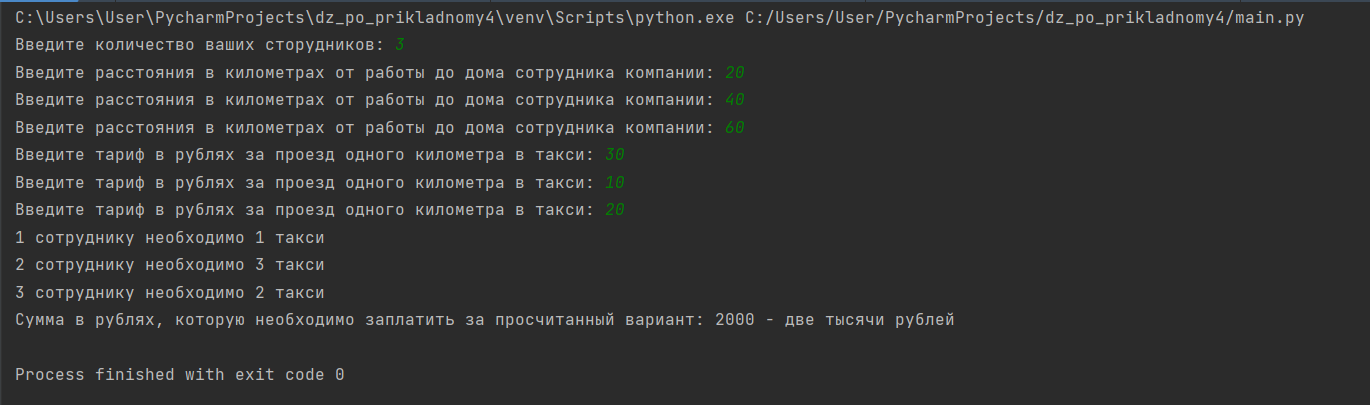 C:\Users\User\PycharmProjects\dz_po_prikladnomy4\venv\Scripts\python.exe C:/Users/User/PycharmProjects/dz_po_prikladnomy4/main.py
Введите количество ваших сторудников: 3
Введите расстояния в километрах от работы до дома сотрудника компании: 20
Введите расстояния в километрах от работы до дома сотрудника компании: 40
Введите расстояния в километрах от работы до дома сотрудника компании: 60
Введите тариф в рублях за проезд одного километра в такси: 30
Введите тариф в рублях за проезд одного километра в такси: 10
Введите тариф в рублях за проезд одного километра в такси: 20
1 сотруднику необходимо 1 такси
2 сотруднику необходимо 3 такси
3 сотруднику необходимо 2 такси
Сумма в рублях, которую необходимо заплатить за просчитанный вариант: 2000 - две тысячи рублей
Process finished with exit code 0